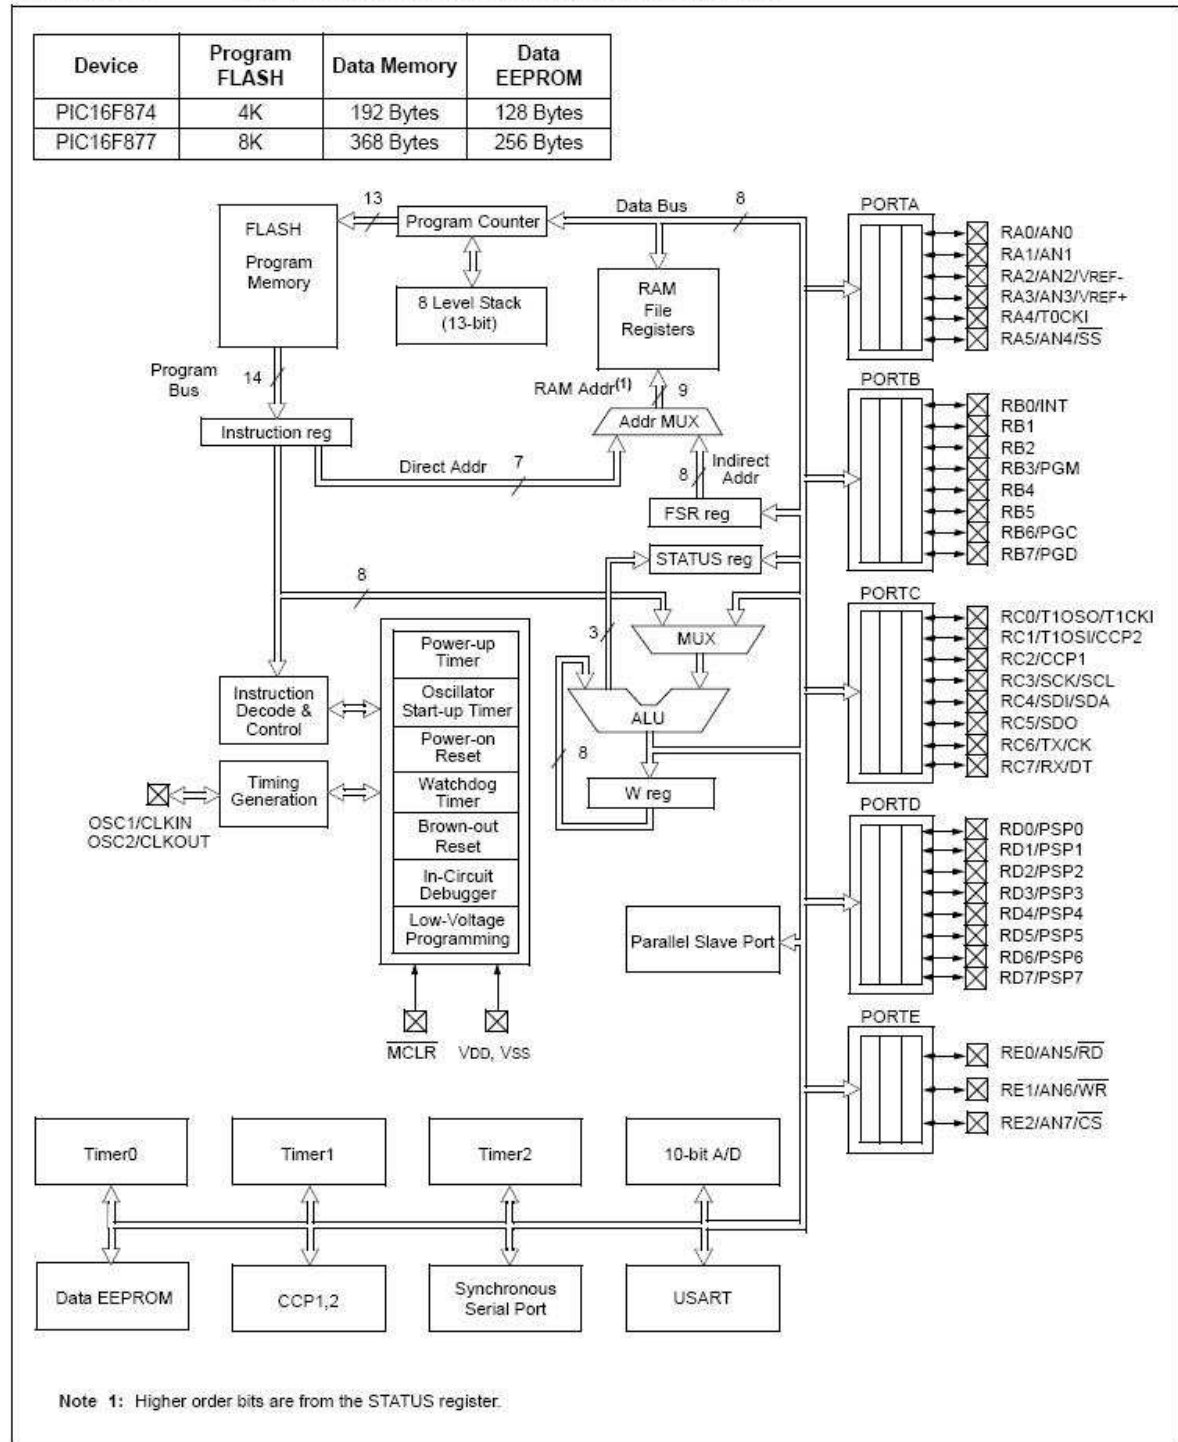 Device Program FLASH Data Memory Data EEPROM
PIC16F874 4K 192 Bytes 128 Bytes
PIC16F877 8K 368 Bytes 256 Bytes
FLASH
Program
Memory
13
Program Counter
Data Bus
8
8 Level Stack
(13-bit)
RAM
File
Registers
Program
Bus
14
RAM Addr(1)
9
Addr MUX
Instruction reg
Direct Addr
7
8
Indirect
Addr
FSR reg
STATUS reg
8
3
MUX
ALU
8
W reg
Power-up
Timer
Oscillator
Start-up Timer
Power-on
Reset
Watchdog
Timer
Brown-out
Reset
In-Circuit
Debugger
Low-Voltage
Programming
Instruction
Decode &
Control
Timing
Generation
OSC1/CLKIN
OSC2/CLKOUT
MCLR
VDD, VSS
Parallel Slave Port
PORTA
RA0/AN0
RA1/AN1
RA2/AN2/VREF-
RA3/AN3/VREF+
RA4/T0CKI
RA5/AN4/SS
PORTB
RB0/INT
RB1
RB2
RB3/PGM
RB4
RB5
RB6/PGC
RB7/PGD
PORTC
RC0/T1OSO/T1CKI
RC1/T1OSI/CCP2
RC2/CCP1
RC3/SCK/SCL
RC4/SDI/SDA
RC5/SDO
RC6/TX/CK
RC7/RX/DT
PORTD
RD0/PSP0
RD1/PSP1
RD2/PSP2
RD3/PSP3
RD4/PSP4
RD5/PSP5
RD6/PSP6
RD7/PSP7
PORTE
RE0/AN5/RD
RE1/AN6/WR
RE2/AN7/CS
Timer0
Timer1
Timer2
10-bit A/D
Data EEPROM
CCP1,2
Synchronous
Serial Port
USART
Note 1: Higher order bits are from the STATUS register.